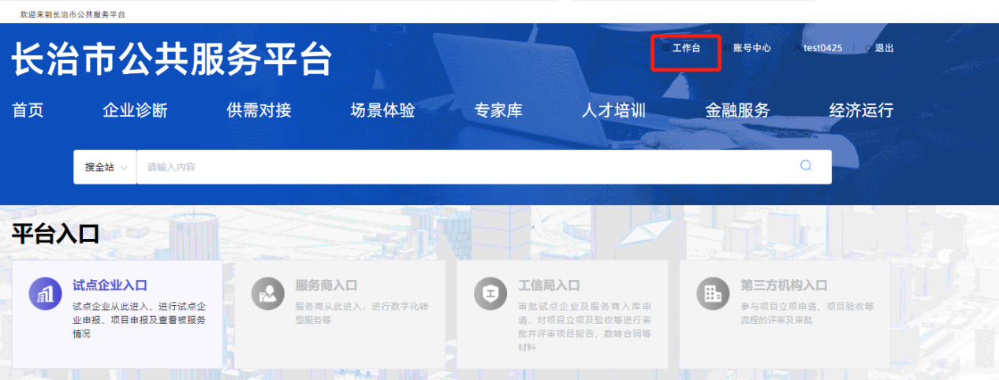 欢迎来到长治市公共服务平台
长治市公共服务平台
工作台 账号中心 test0425 退出
首页 企业诊断 供需对接 场景体验 专家库 人才培训 金融服务 经济运行
搜全站 请输入内容
平台入口
试点企业入口
试点企业从此进入、进行试点企
业申报、项目申报及查看被服务
情况
服务商入口
服务商从此进入，进行数字化转
型服务等
工信局入口
审批试点企业及服务商入库申
请，对项目立项及验收等进行审
批并评审项目报告、数转合同等
材料
第三方机构入口
参与项目立项申请、项目验收等
流程的评审及审批